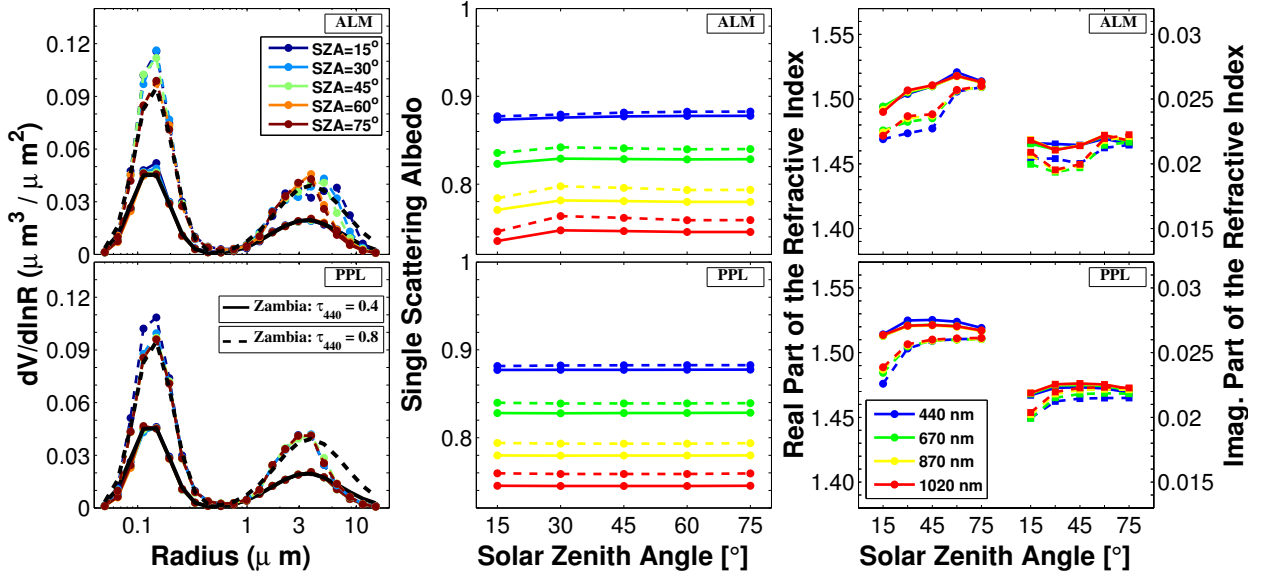 ALM
SZA=15°
SZA=30°
SZA=45°
SZA=60°
SZA=75°
0.12
0.09
0.06
0.03
0
dV/dlnR (μ m³ / μ m²)
PPL
Zambia: τ₄₄₀ = 0.4
Zambia: τ₄₄₀ = 0.8
0.12
0.09
0.06
0.03
0
0.1 1 3 10
Radius (μ m)
ALM
1
0.9
0.8
Single Scattering Albedo
PPL
1
0.9
0.8
15 30 45 60 75
Solar Zenith Angle [°]
ALM
1.55
1.50
1.45
1.40
0.03
0.025
0.02
0.015
Real Part of the Refractive Index
Imag. Part of the Refractive Index
PPL
1.55
1.50
1.45
1.40
0.03
0.025
0.02
0.015
440 nm
670 nm
870 nm
1020 nm
15 30 45 60 75 15 30 45 60 75
Solar Zenith Angle [°]